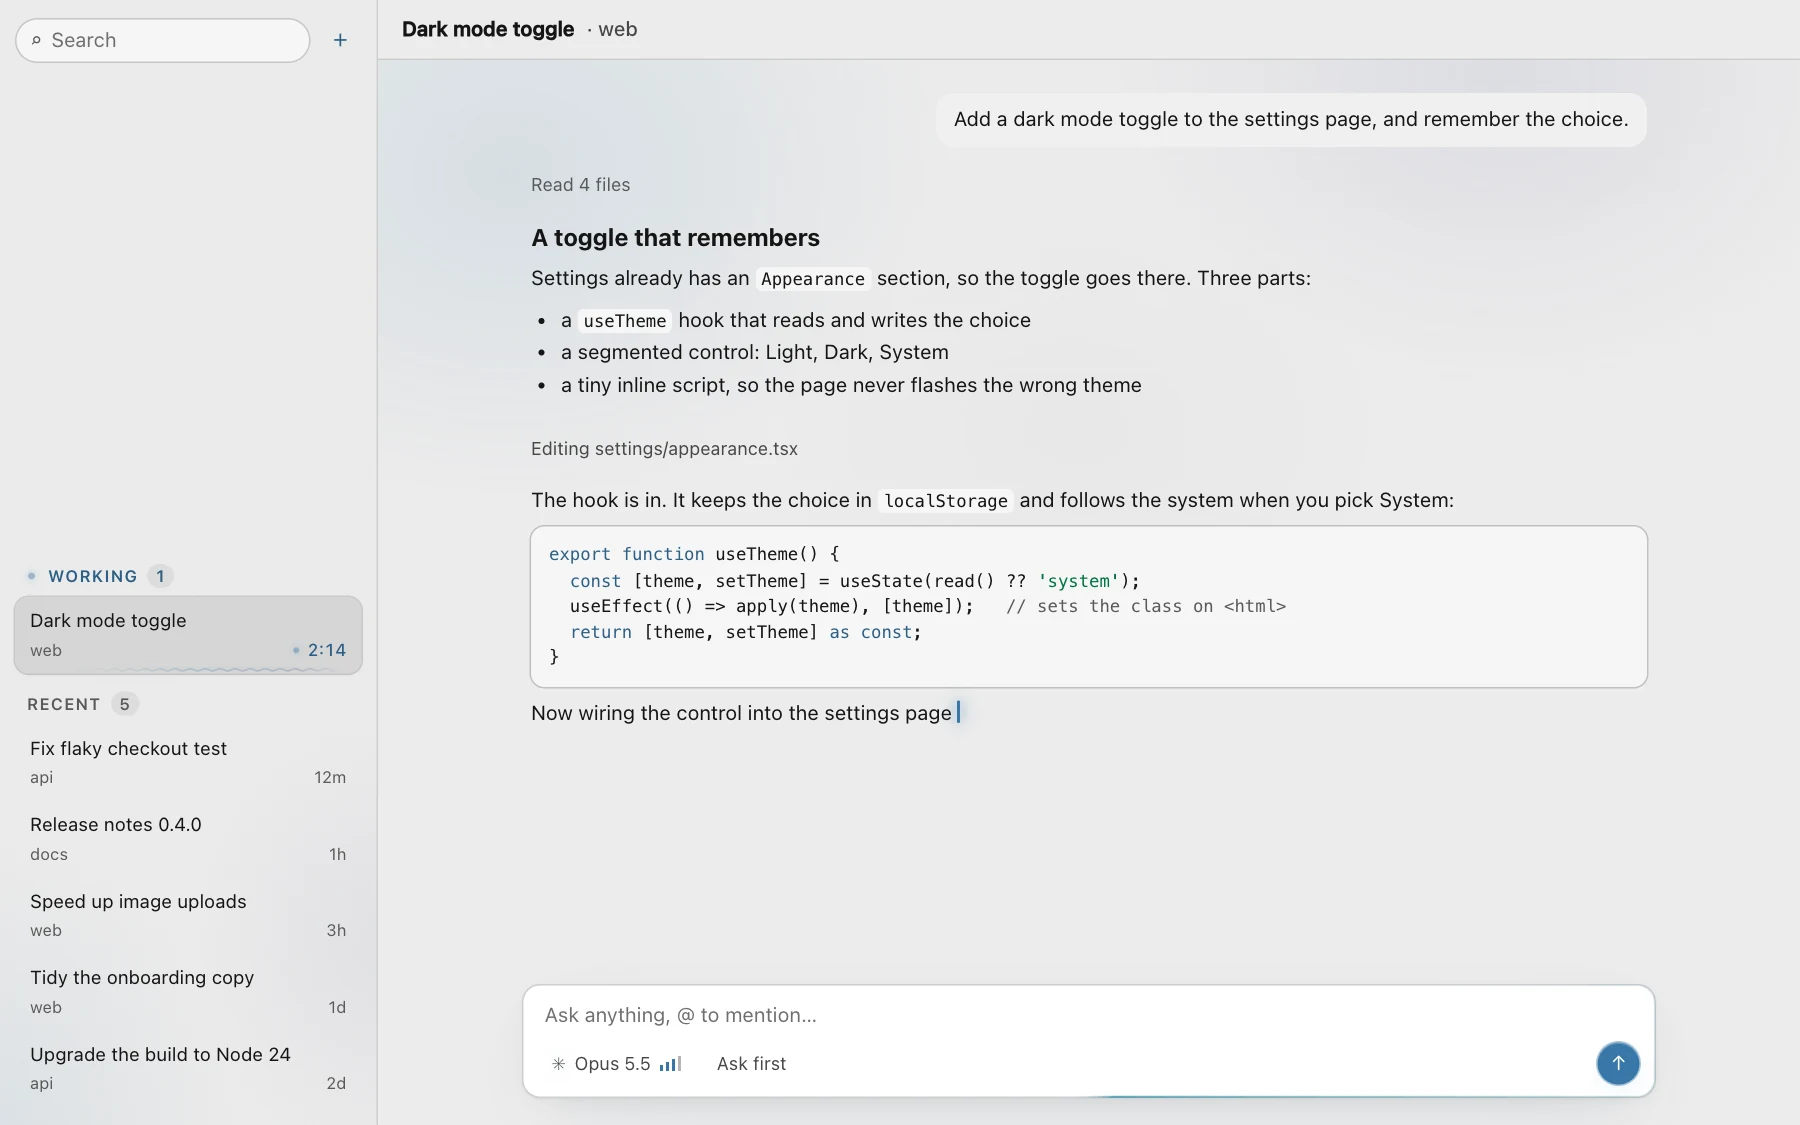 Search
+
WORKING 1
Dark mode toggle
web
2:14
RECENT 5
Fix flaky checkout test
api
12m
Release notes 0.4.0
docs
1h
Speed up image uploads
web
3h
Tidy the onboarding copy
web
1d
Upgrade the build to Node 24
api
2d
Dark mode toggle · web
Add a dark mode toggle to the settings page, and remember the choice.
Read 4 files
A toggle that remembers
Settings already has an Appearance section, so the toggle goes there. Three parts:
• a useTheme hook that reads and writes the choice
• a segmented control: Light, Dark, System
• a tiny inline script, so the page never flashes the wrong theme
Editing settings/appearance.tsx
The hook is in. It keeps the choice in localStorage and follows the system when you pick System:
export function useTheme() {
  const [theme, setTheme] = useState(read() ?? 'system');
  useEffect(() => apply(theme), [theme]);   // sets the class on <html>
  return [theme, setTheme] as const;
}
Now wiring the control into the settings page
Ask anything, @ to mention...
Opus 5.5
Ask first